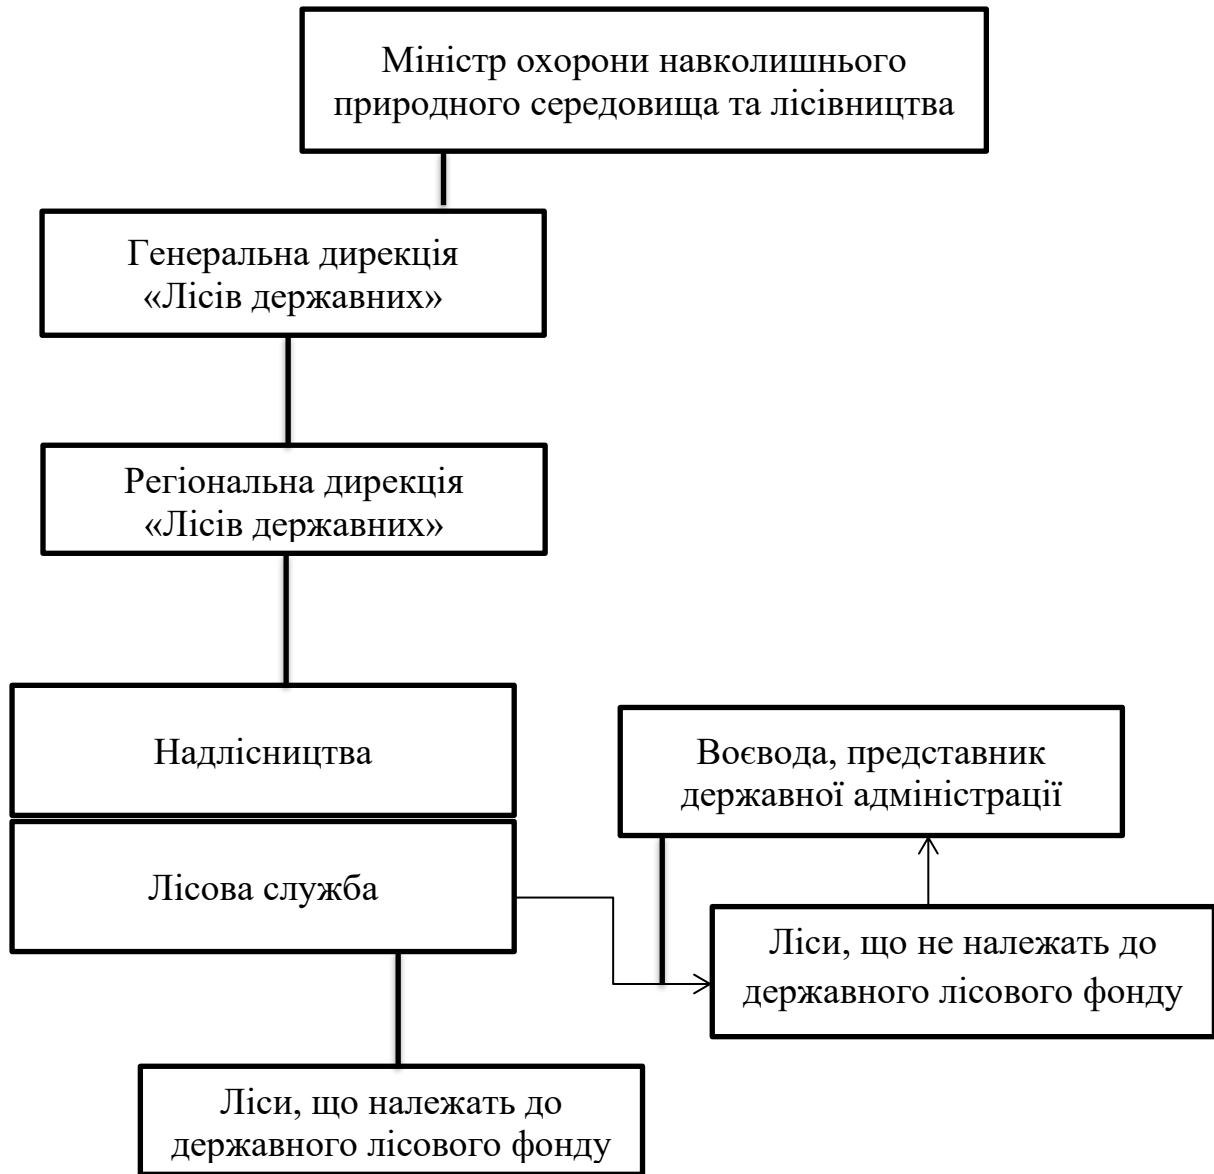 Міністр охорони навколишнього
природного середовища та лісівництва
Генеральна дирекція
«Лісів державних»
Регіональна дирекція
«Лісів державних»
Надлісництва
Воєвода, представник
державної адміністрації
Лісова служба
Ліси, що не належать до
державного лісового фонду
Ліси, що належать до
державного лісового фонду